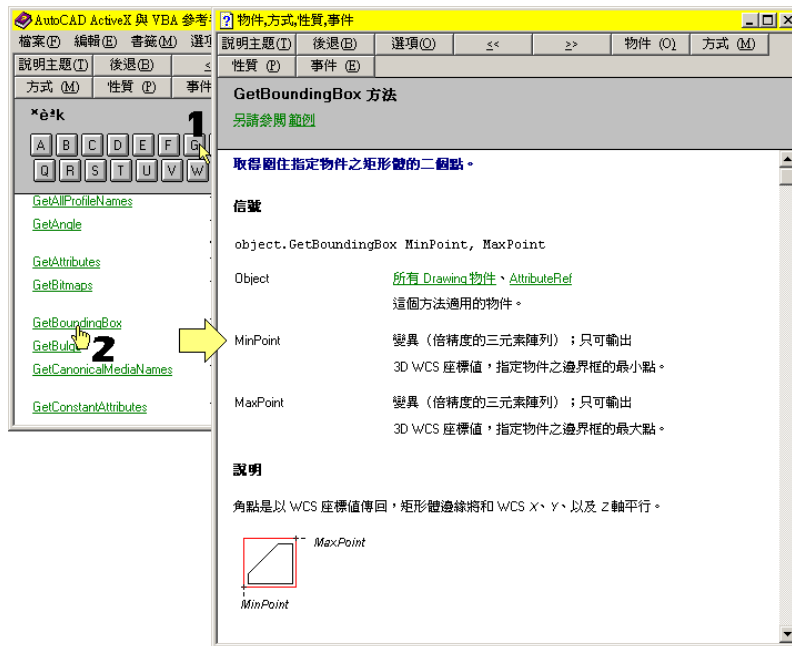 AutoCAD ActiveX 與 VBA 參考
檔案(F) 編輯(E) 書籤(M) 選項
說明主題(T) 後退(B) <
方式 (M) 性質 (P) 事件
ׄèªk
1
A B C D E F G
Q R S T U V W
GetAllProfileNames
GetAngle
GetAttributes
GetBitmaps
GetBoundingBox
GetBulge
2
GetCanonicalMediaNames
GetConstantAttributes
物件,方式,性質,事件
說明主題(T) 後退(B) 選項(O) << >> 物件 (O) 方式 (M)
性質 (P) 事件 (E)
GetBoundingBox 方法
另請參閱 範例
取得圍住指定物件之矩形體的二個點。
信號
object.GetBoundingBox MinPoint, MaxPoint
Object 所有 Drawing 物件、AttributeRef
這個方法適用的物件。
MinPoint 變異（倍精度的三元素陣列）；只可輸出
3D WCS 座標值，指定物件之邊界框的最小點。
MaxPoint 變異（倍精度的三元素陣列）；只可輸出
3D WCS 座標值，指定物件之邊界框的最大點。
說明
角點是以 WCS 座標值傳回，矩形體邊緣將和 WCS X、Y、以及 Z 軸平行。
MaxPoint
MinPoint